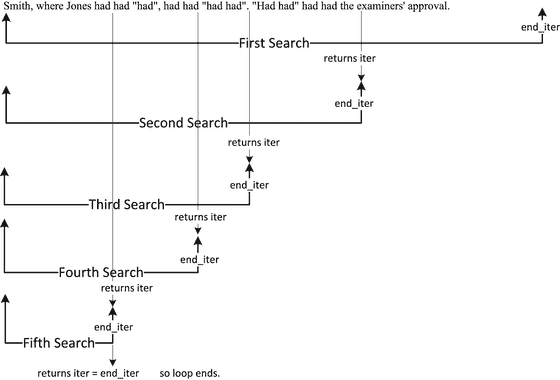 Smith, where Jones had had "had", had had "had had". "Had had" had had the examiners' approval.
end_iter
First Search
returns iter
end_iter
Second Search
returns iter
end_iter
Third Search
returns iter
end_iter
Fourth Search
returns iter
end_iter
Fifth Search
returns iter = end_iter so loop ends.